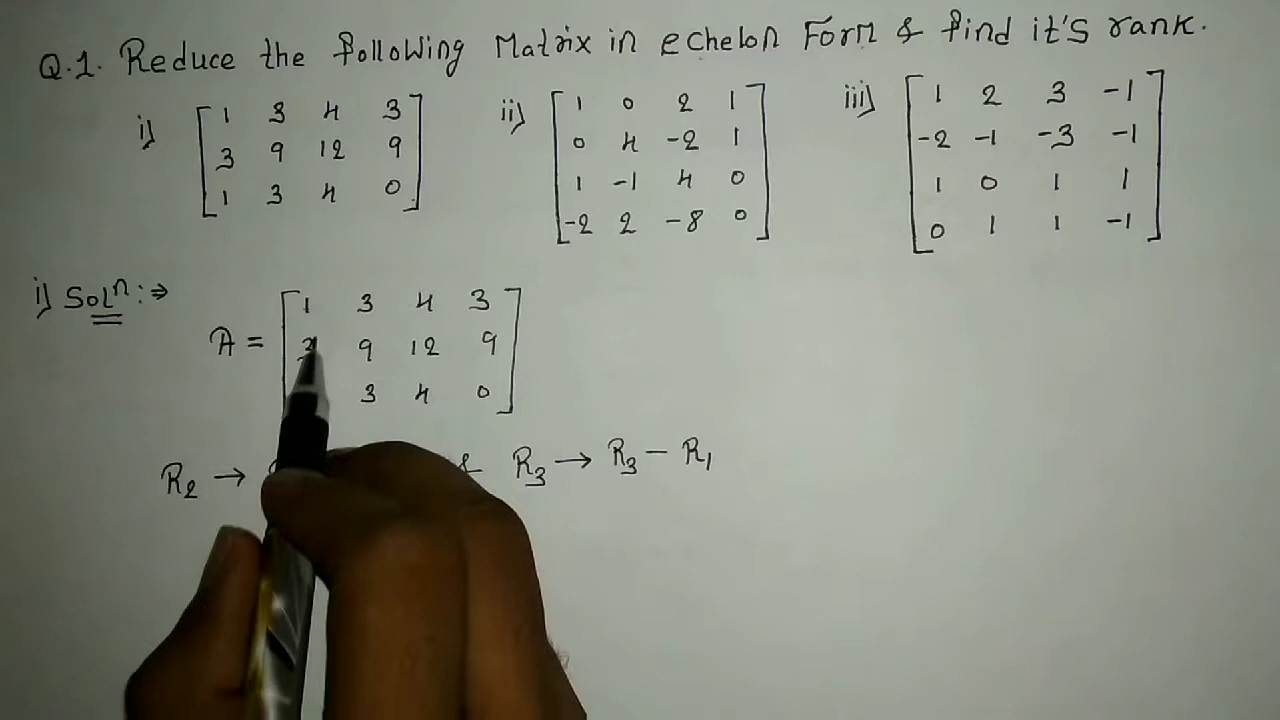 Q.1. Reduce the following Matrix in echelon Form & find it's rank.
i) [ 1 3 4 3 ii) [ 1 0 2 1 iii) [ 1 2 3 -1
3 9 12 9 0 4 -2 1 -2 -1 -3 -1
1 3 4 0 ] 1 -1 4 0 1 0 1 1
-2 2 -8 0 ] 0 1 1 -1 ]
i) Solⁿ :⇒
A = [ 1 3 4 3
9 12 9
3 4 0 ]
R₂ → & R₃ → R₃ - R₁